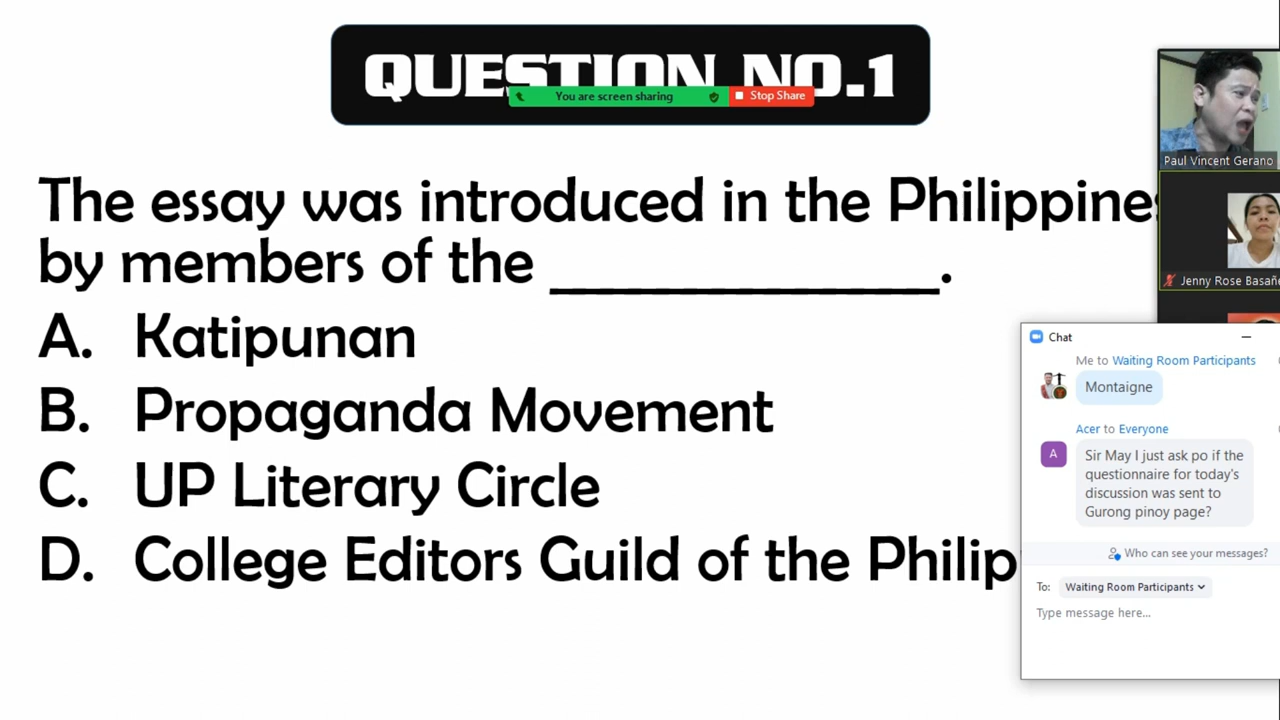 QUESTION NO.1
You are screen sharing
Stop Share
The essay was introduced in the Philippines
by members of the ______________.
A. Katipunan
B. Propaganda Movement
C. UP Literary Circle
D. College Editors Guild of the Philip
Paul Vincent Gerano
Jenny Rose Basañe
Chat
Me to Waiting Room Participants
Montaigne
Acer to Everyone
A
Sir May I just ask po if the
questionnaire for today's
discussion was sent to
Gurong pinoy page?
Who can see your messages?
To: Waiting Room Participants
Type message here...